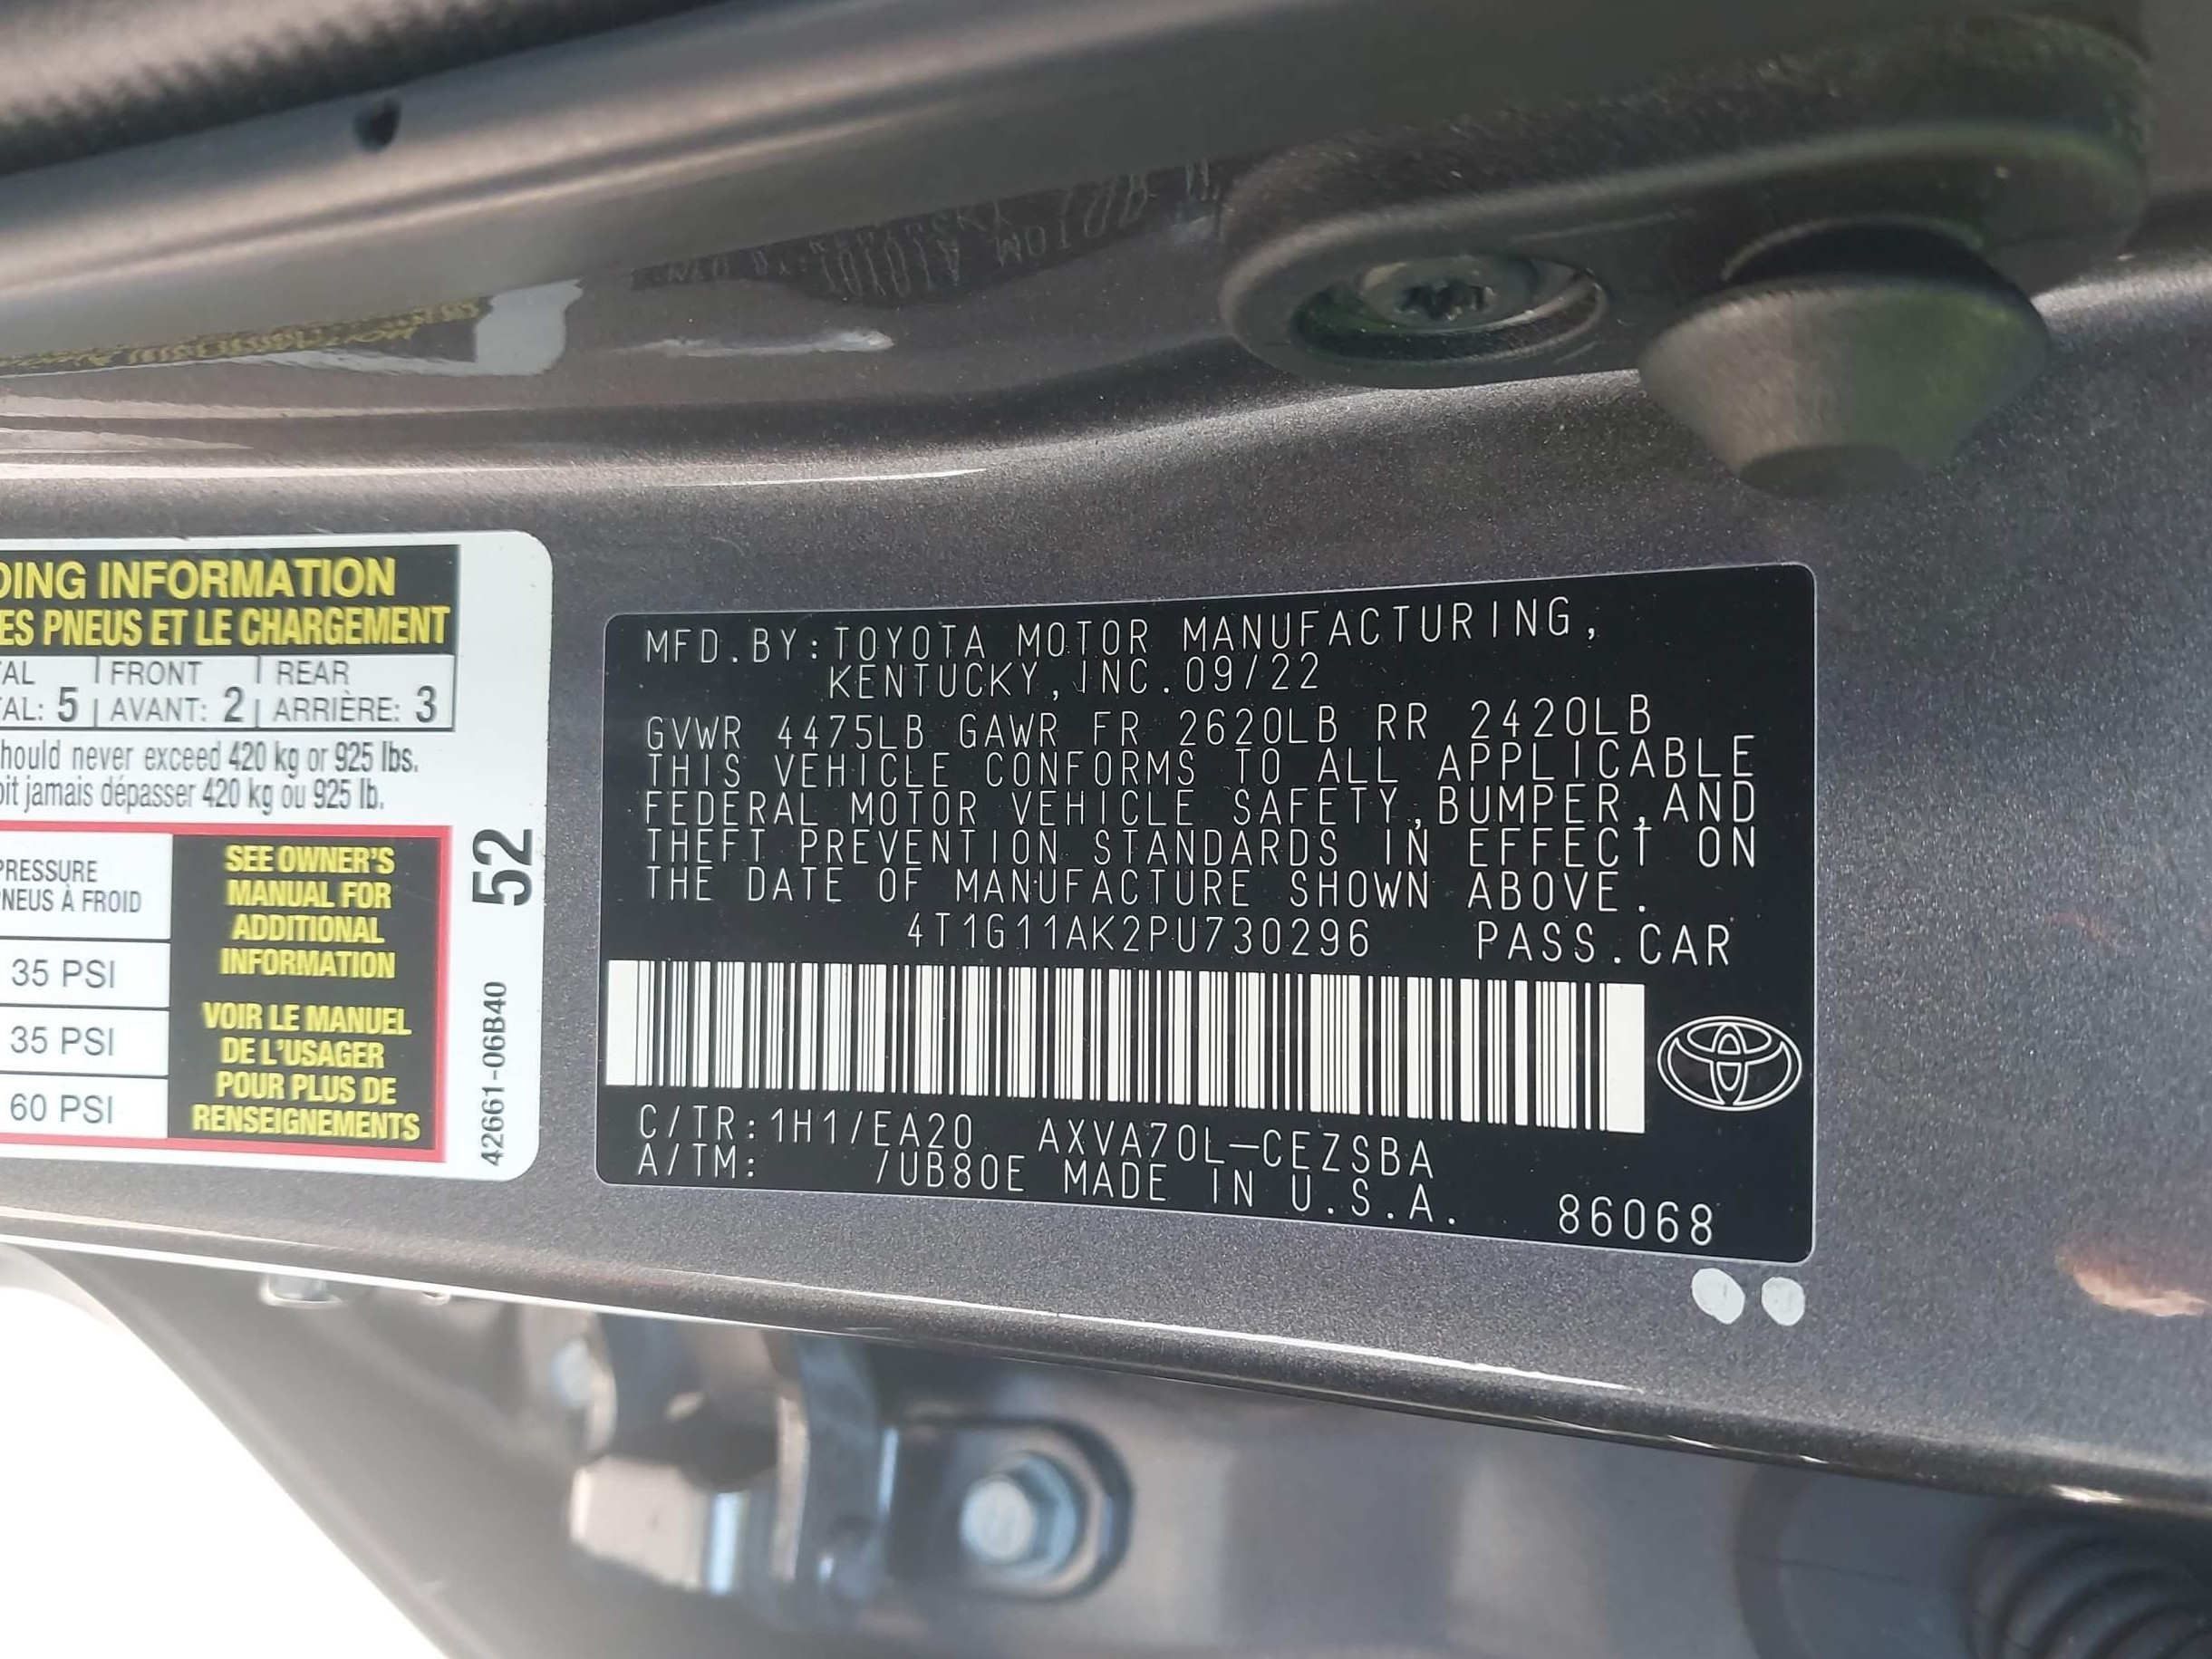 DING INFORMATION
ES PNEUS ET LE CHARGEMENT
AL FRONT REAR
AL: 5 AVANT: 2 ARRIÈRE: 3
hould never exceed 420 kg or 925 lbs.
oit jamais dépasser 420 kg ou 925 lb.
PRESSURE
NEUS À FROID
35 PSI
35 PSI
60 PSI
SEE OWNER'S
MANUAL FOR
ADDITIONAL
INFORMATION
VOIR LE MANUEL
DE L'USAGER
POUR PLUS DE
RENSEIGNEMENTS
42661-06B40 52
MFD.BY:TOYOTA MOTOR MANUFACTURING,
KENTUCKY,INC.09/22
GVWR 4475LB GAWR FR 2620LB RR 2420LB
THIS VEHICLE CONFORMS TO ALL APPLICABLE
FEDERAL MOTOR VEHICLE SAFETY,BUMPER,AND
THEFT PREVENTION STANDARDS IN EFFECT ON
THE DATE OF MANUFACTURE SHOWN ABOVE.
4T1G11AK2PU730296 PASS.CAR
C/TR:1H1/EA20 AXVA70L-CEZSBA
A/TM: /UB80E MADE IN U.S.A. 86068